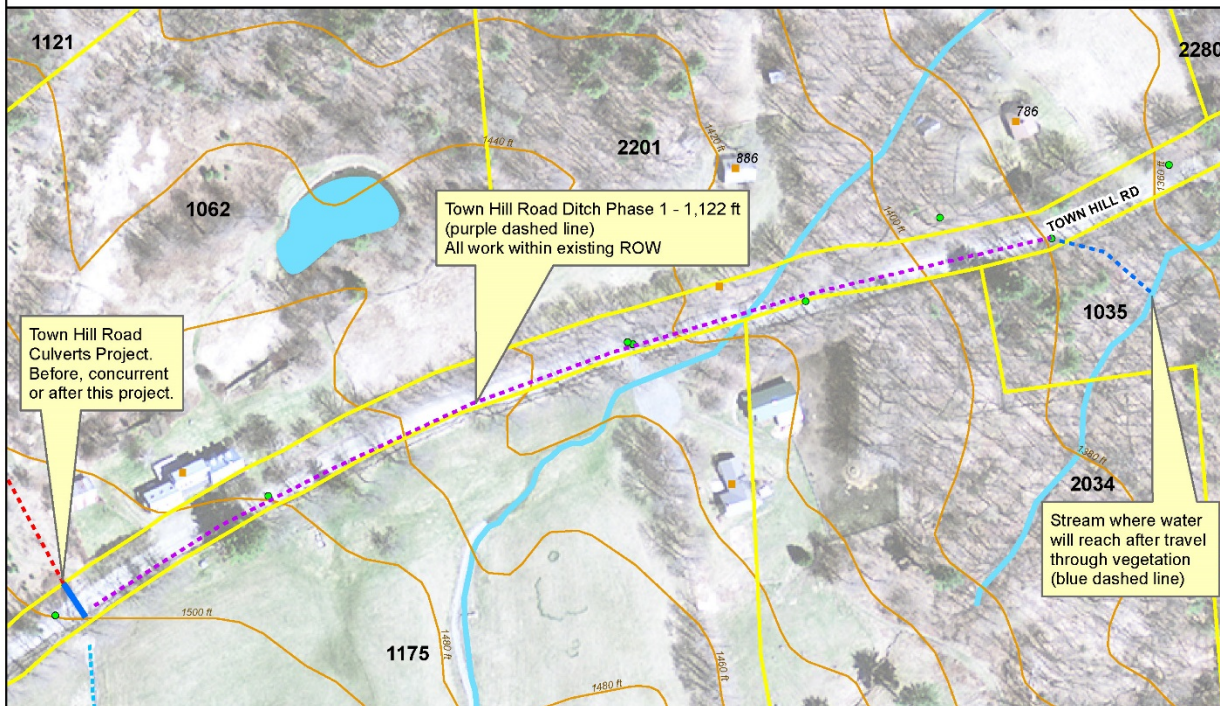 1121
2280
786
1420 ft
2201
886
1440 ft
1062
Town Hill Road Ditch Phase 1 - 1,122 ft
(purple dashed line)
All work within existing ROW
1400 ft
TOWN HILL RD
1360 ft
1035
Town Hill Road
Culverts Project.
Before, concurrent
or after this project.
1380 ft
2034
Stream where water
will reach after travel
through vegetation
(blue dashed line)
1500 ft
1175
1480 ft
1460 ft
1480 ft